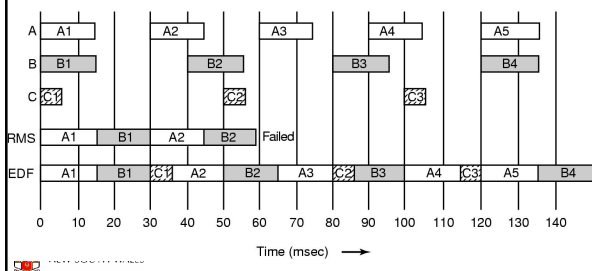 A A1 A2 A3 A4 A5
B B1 B2 B3 B4
C C1 C2 C3
RMS A1 B1 A2 B2 Failed
EDF A1 B1 C1 A2 B2 A3 C2 B3 A4 C3 A5 B4
0 10 20 30 40 50 60 70 80 90 100 110 120 130 140
Time (msec)